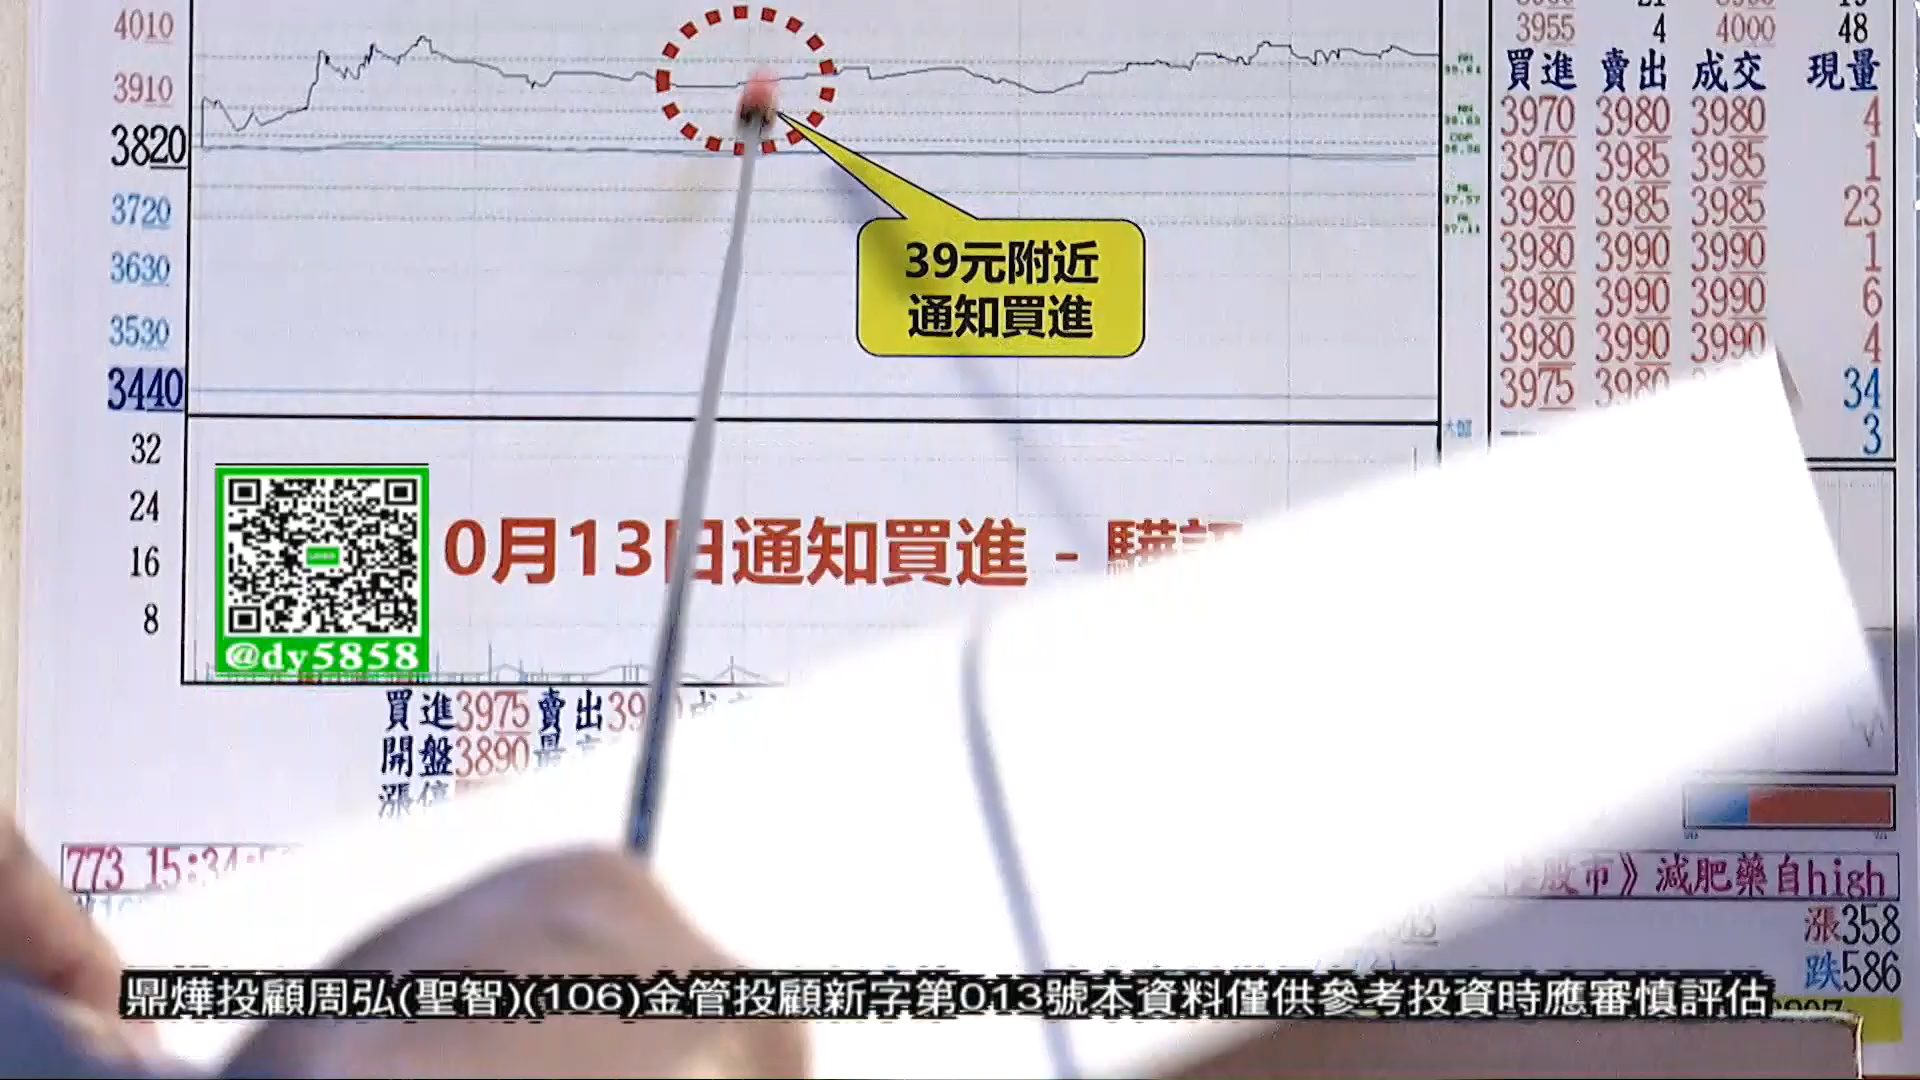 4010
3910
3820
3720
3630
3530
3440
32
24
16
8
39元附近
通知買進
0月13日通知買進 -
@dy5858
3955 4 4000 48
買進 賣出 成交 現量
3970 3980 3980 4
3970 3985 3985 1
3980 3985 3985 23
3980 3990 3990 1
3980 3990 3990 6
3980 3990 3990 4
3975 3980 34
3
買進3975賣出
開盤3890
773 15:34
股市》減肥藥自high
漲358
跌586
鼎燁投顧周弘(聖智)(106)金管投顧新字第013號本資料僅供參考投資時應審慎評估